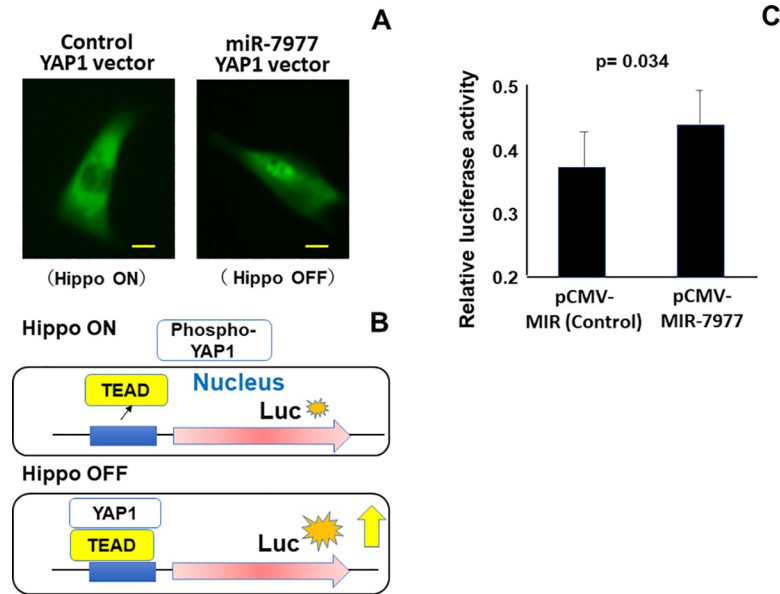 A
Control
YAP1 vector
miR-7977
YAP1 vector
(Hippo ON)
( Hippo OFF)
B
Hippo ON
Phospho-
YAP1
Nucleus
TEAD
Luc
Hippo OFF
YAP1
TEAD
Luc
C
p= 0.034
Relative luciferase activity
0.5
0.4
0.3
0.2
pCMV-
MIR (Control)
pCMV-
MIR-7977